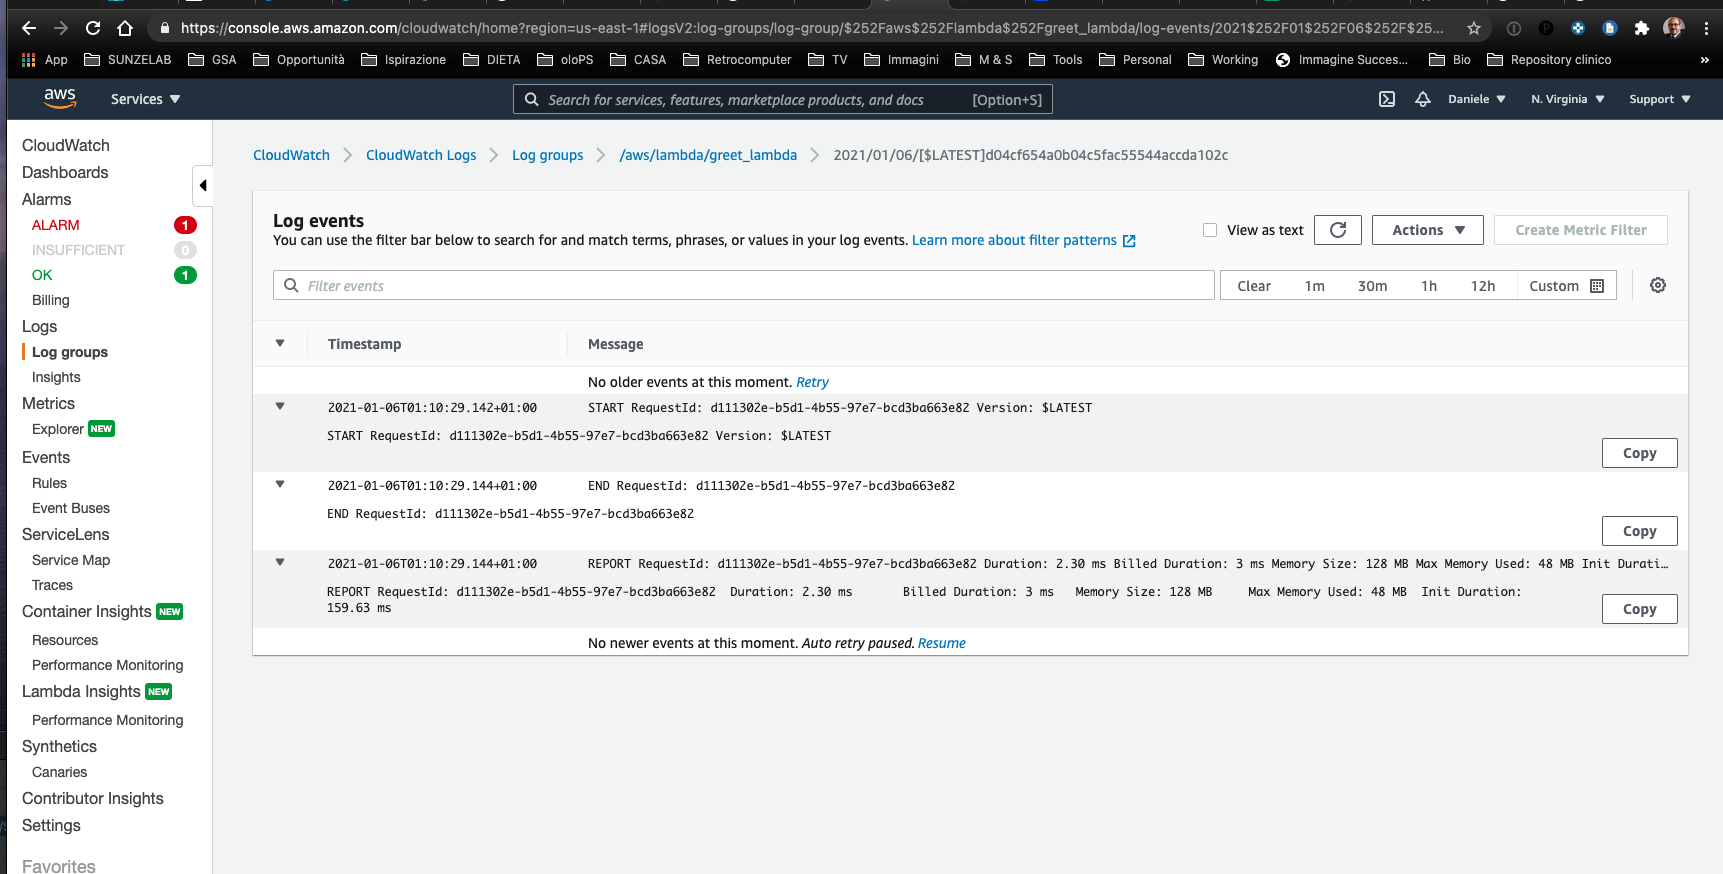 https://console.aws.amazon.com/cloudwatch/home?region=us-east-1#logsV2:log-groups/log-group/$252Faws$252Flambda$252Fgreet_lambda/log-events/2021$252F01$252F06$252F$25...
App SUNZELAB GSA Opportunità Ispirazione DIETA oloPS CASA Retrocomputer TV Immagini M & S Tools Personal Working Immagine Succes... Bio Repository clinico »
aws Services Search for services, features, marketplace products, and docs [Option+S] Daniele N. Virginia Support
CloudWatch
Dashboards
Alarms
ALARM 1
INSUFFICIENT 0
OK 1
Billing
Logs
Log groups
Insights
Metrics
Explorer NEW
Events
Rules
Event Buses
ServiceLens
Service Map
Traces
Container Insights NEW
Resources
Performance Monitoring
Lambda Insights NEW
Performance Monitoring
Synthetics
Canaries
Contributor Insights
Settings
Favorites
CloudWatch CloudWatch Logs Log groups /aws/lambda/greet_lambda 2021/01/06/[$LATEST]d04cf654a0b04c5fac55544accda102c
Log events
You can use the filter bar below to search for and match terms, phrases, or values in your log events. Learn more about filter patterns
View as text Actions Create Metric Filter
Filter events Clear 1m 30m 1h 12h Custom
Timestamp Message
No older events at this moment. Retry
2021-01-06T01:10:29.142+01:00 START RequestId: d111302e-b5d1-4b55-97e7-bcd3ba663e82 Version: $LATEST
START RequestId: d111302e-b5d1-4b55-97e7-bcd3ba663e82 Version: $LATEST
Copy
2021-01-06T01:10:29.144+01:00 END RequestId: d111302e-b5d1-4b55-97e7-bcd3ba663e82
END RequestId: d111302e-b5d1-4b55-97e7-bcd3ba663e82
Copy
2021-01-06T01:10:29.144+01:00 REPORT RequestId: d111302e-b5d1-4b55-97e7-bcd3ba663e82 Duration: 2.30 ms Billed Duration: 3 ms Memory Size: 128 MB Max Memory Used: 48 MB Init Durati...
REPORT RequestId: d111302e-b5d1-4b55-97e7-bcd3ba663e82 Duration: 2.30 ms Billed Duration: 3 ms Memory Size: 128 MB Max Memory Used: 48 MB Init Duration:
159.63 ms
Copy
No newer events at this moment. Auto retry paused. Resume